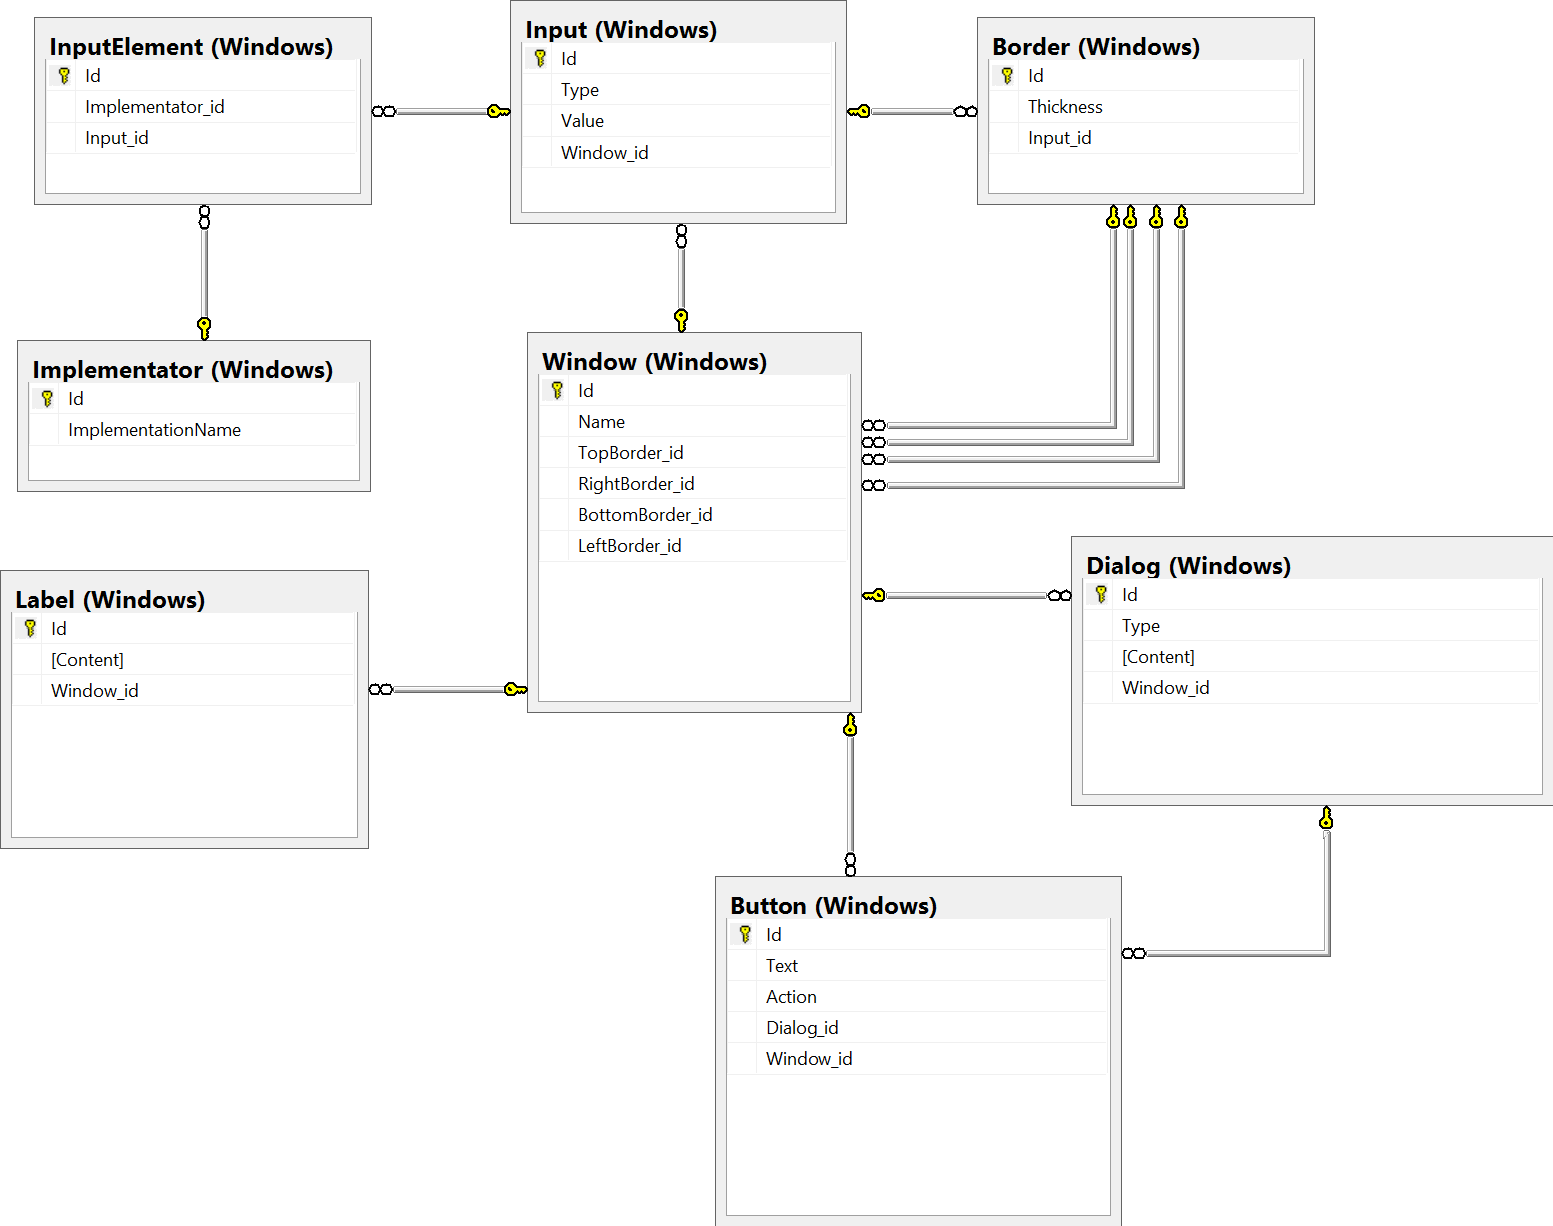 InputElement (Windows)
Id
Implementator_id
Input_id
Input (Windows)
Id
Type
Value
Window_id
Border (Windows)
Id
Thickness
Input_id
Implementator (Windows)
Id
ImplementationName
Window (Windows)
Id
Name
TopBorder_id
RightBorder_id
BottomBorder_id
LeftBorder_id
Label (Windows)
Id
[Content]
Window_id
Dialog (Windows)
Id
Type
[Content]
Window_id
Button (Windows)
Id
Text
Action
Dialog_id
Window_id